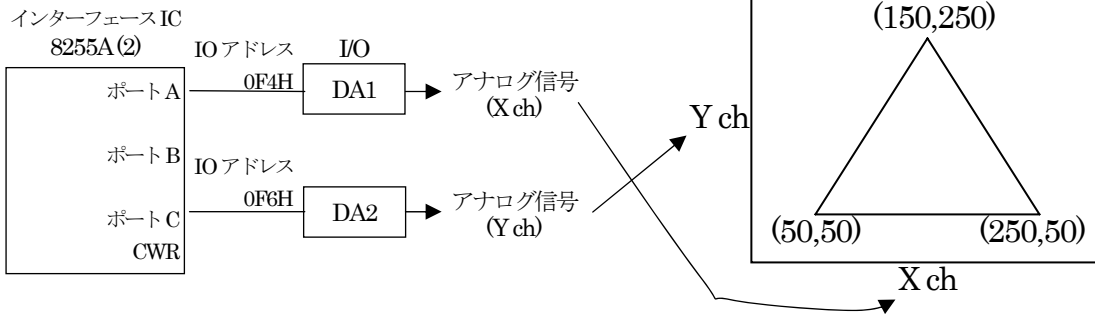 インターフェース IC
8255A (2)
IO アドレス
I/O
ポート A
0F4H
DA1
アナログ信号
(X ch)
ポート B
IO アドレス
0F6H
ポート C
DA2
アナログ信号
(Y ch)
CWR
Y ch
(150,250)
(50,50)
(250,50)
X ch